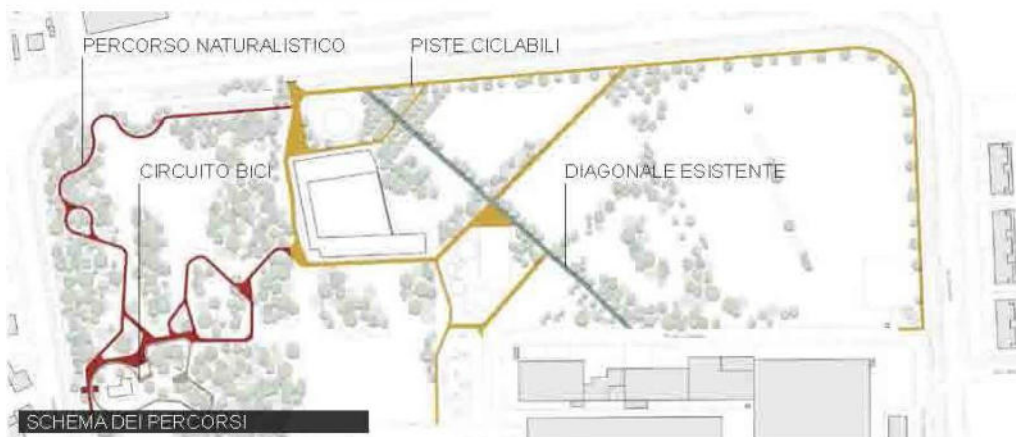 PERCORSO NATURALISTICO
PISTE CICLABILI
CIRCUITO BICI
DIAGONALE ESISTENTE
SCHEMA DEI PERCORSI